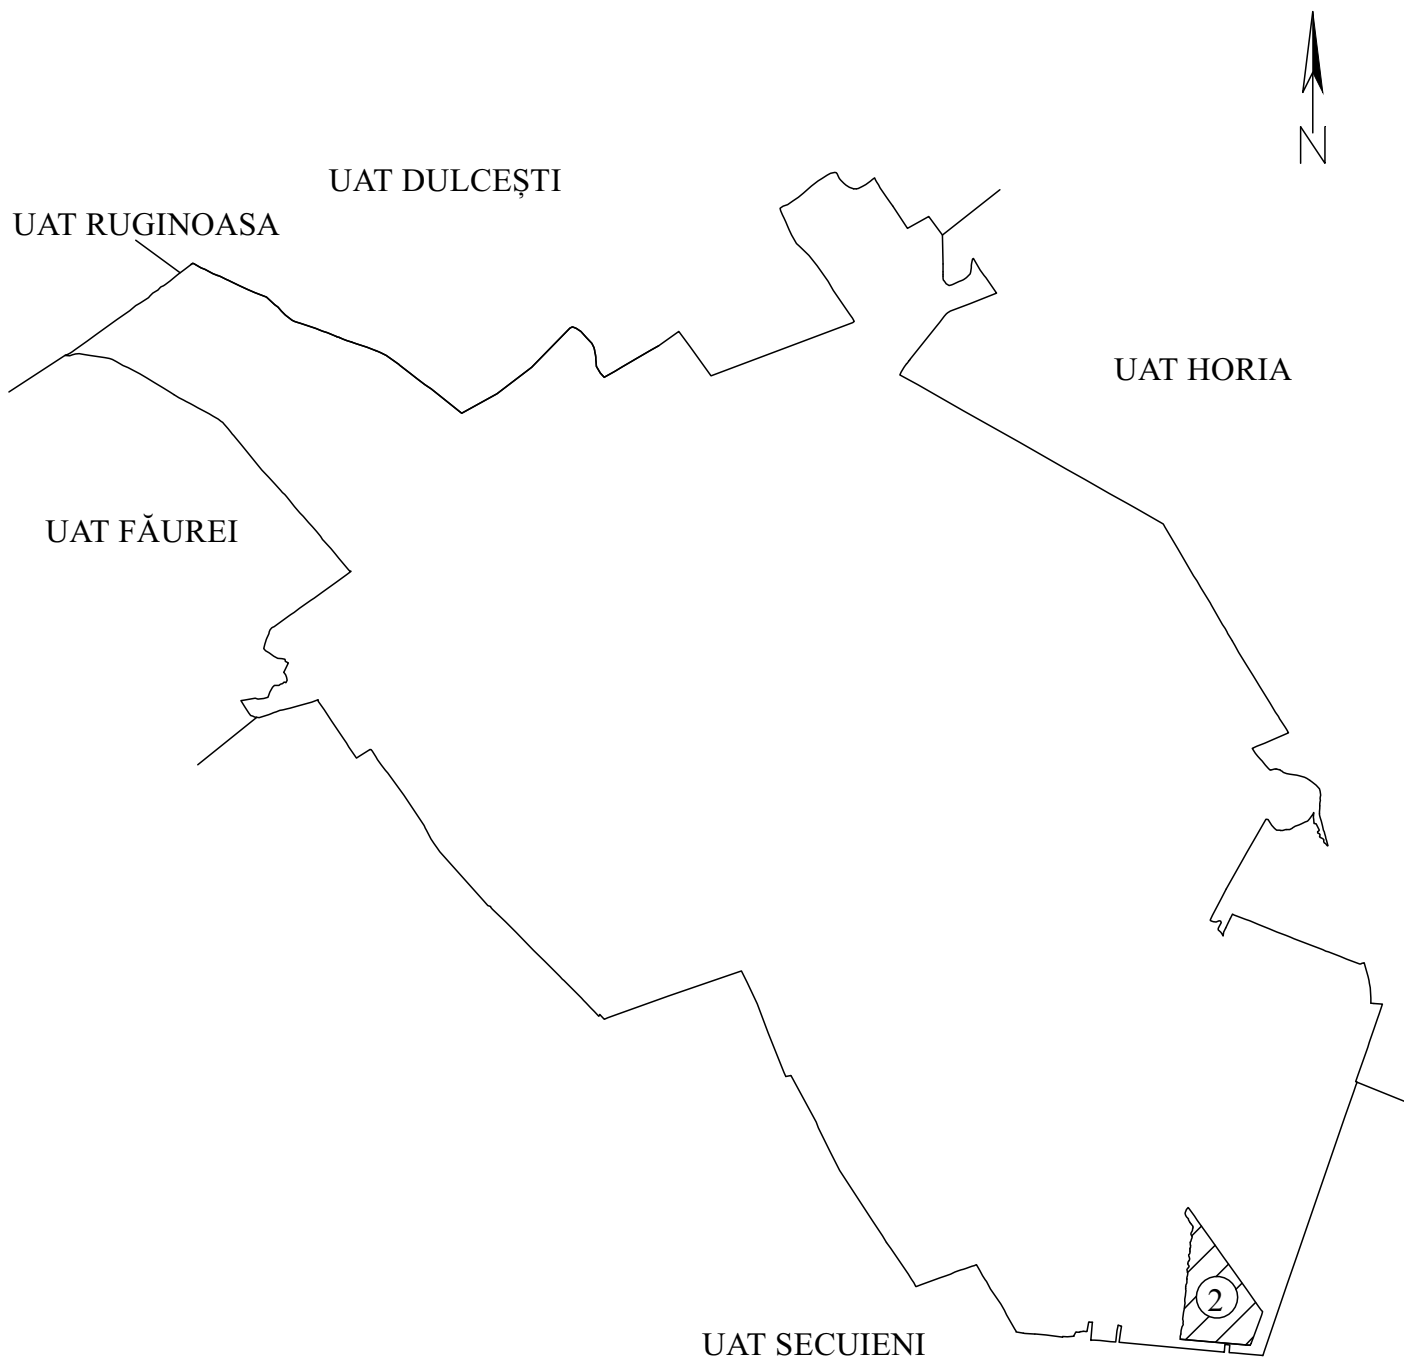 N
UAT DULCEȘTI
UAT RUGINOASA
UAT HORIA
UAT FĂUREI
2
UAT SECUIENI